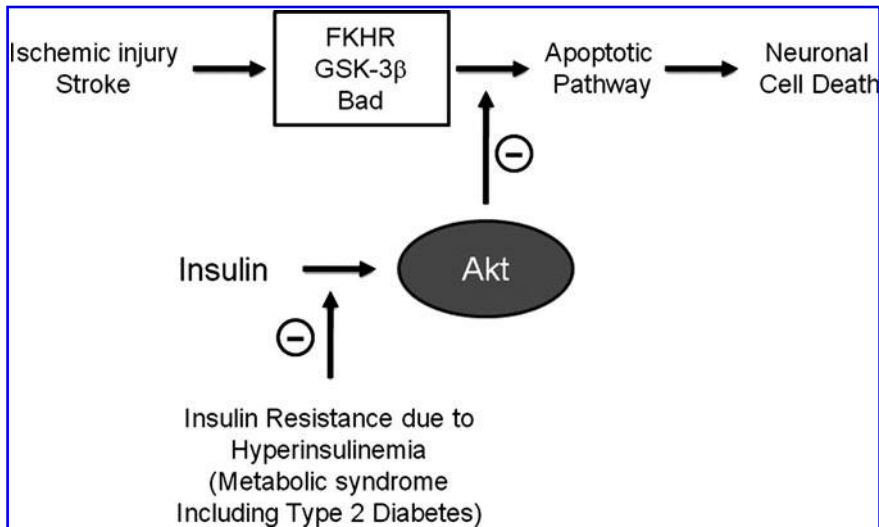 Ischemic injury
Stroke
FKHR
GSK-3β
Bad
Apoptotic
Pathway
Neuronal
Cell Death
−
Insulin
Akt
−
Insulin Resistance due to
Hyperinsulinemia
(Metabolic syndrome
Including Type 2 Diabetes)